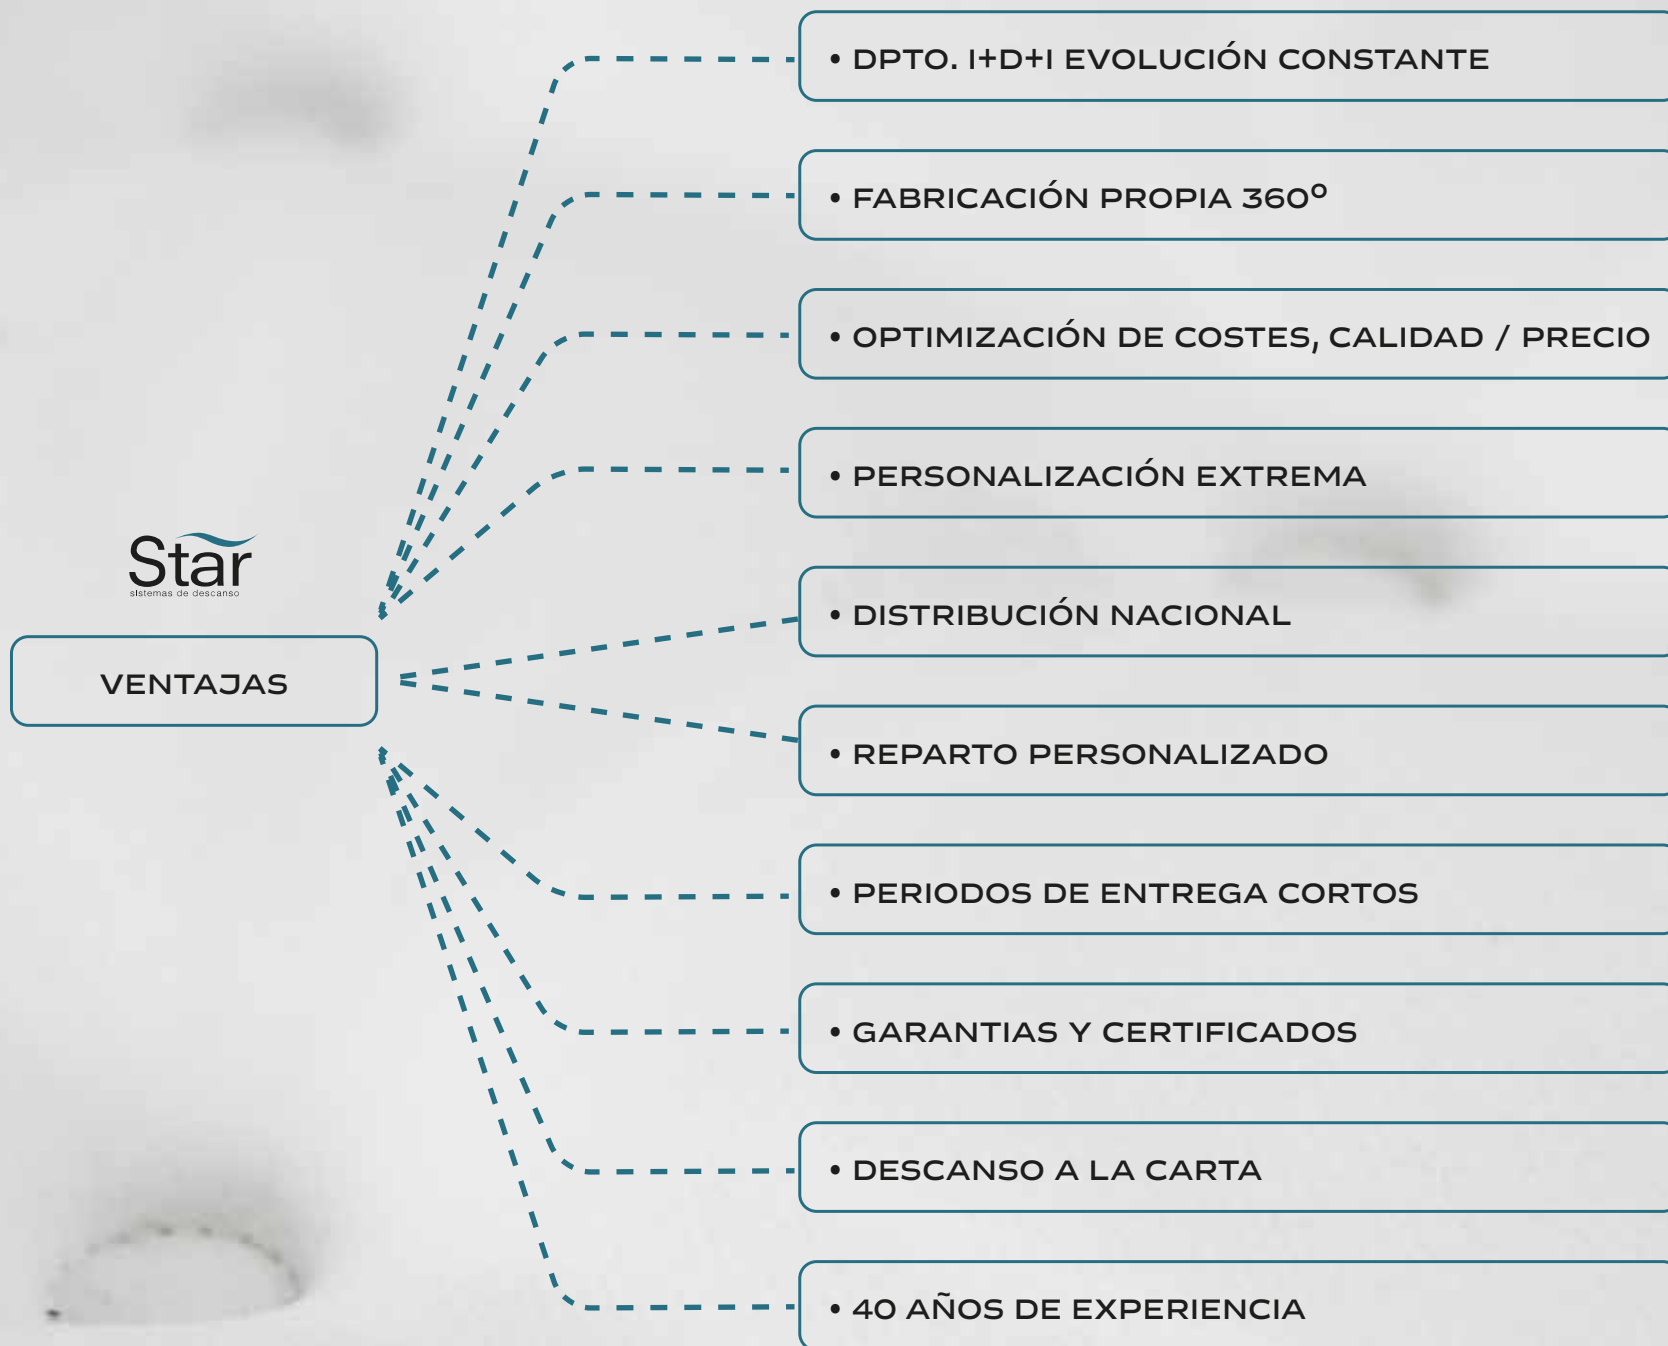 Star
sistemas de descanso
VENTAJAS
• DPTO. I+D+I EVOLUCIÓN CONSTANTE
• FABRICACIÓN PROPIA 360º
• OPTIMIZACIÓN DE COSTES, CALIDAD / PRECIO
• PERSONALIZACIÓN EXTREMA
• DISTRIBUCIÓN NACIONAL
• REPARTO PERSONALIZADO
• PERIODOS DE ENTREGA CORTOS
• GARANTIAS Y CERTIFICADOS
• DESCANSO A LA CARTA
• 40 AÑOS DE EXPERIENCIA